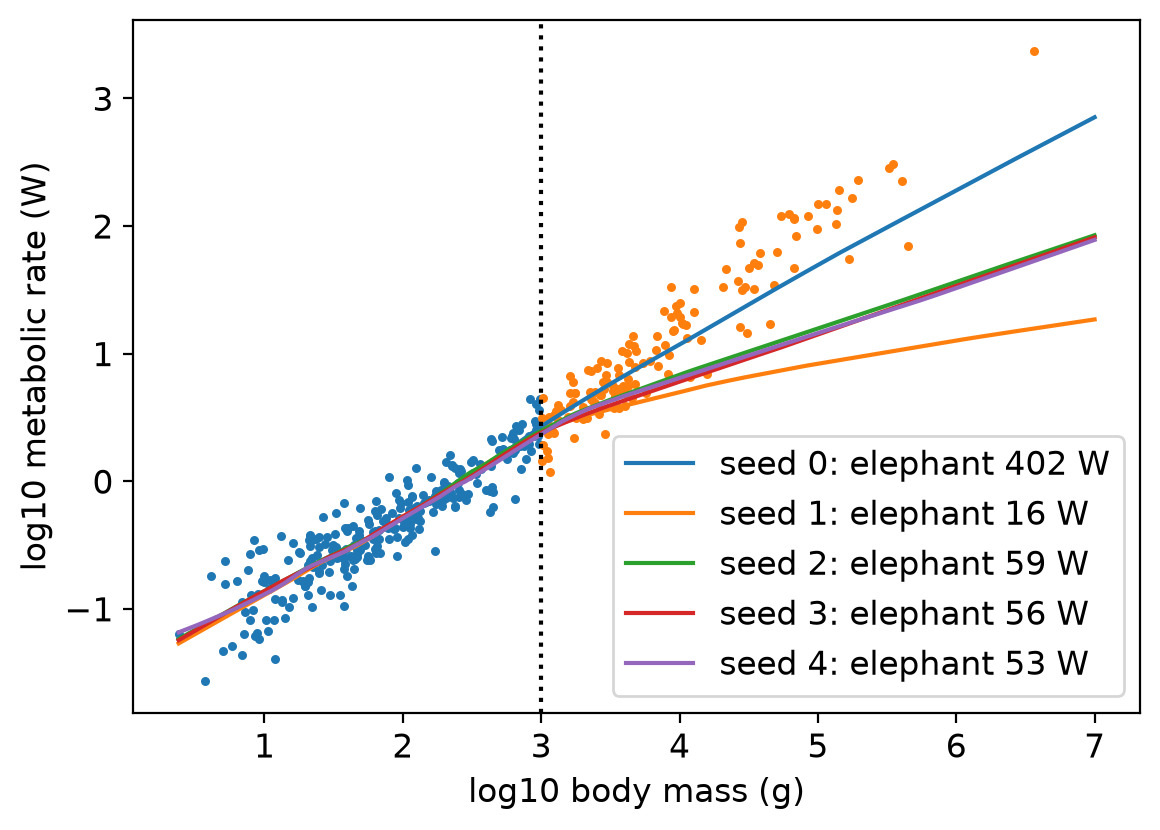 3
2
1
0
−1
log10 metabolic rate (W)
seed 0: elephant 402 W
seed 1: elephant 16 W
seed 2: elephant 59 W
seed 3: elephant 56 W
seed 4: elephant 53 W
1 2 3 4 5 6 7
log10 body mass (g)